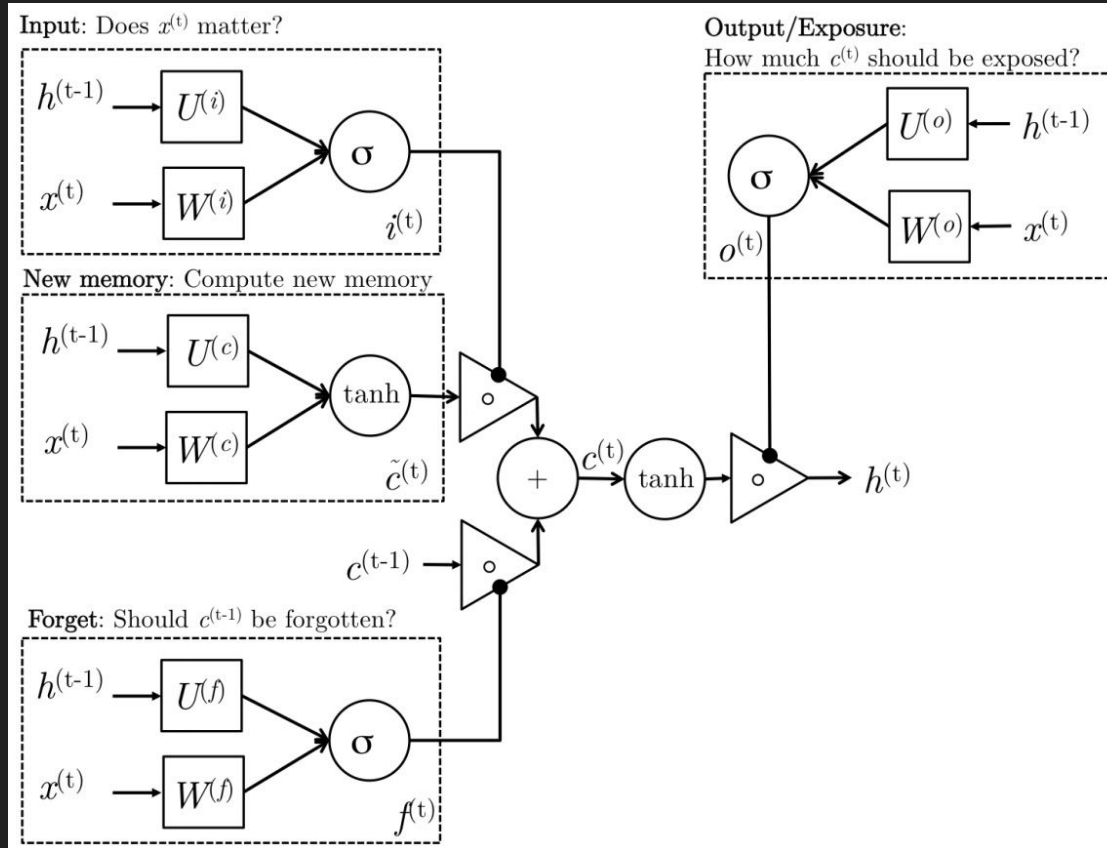 Input: Does x^(t) matter?
h^(t-1)
U^(i)
σ
x^(t)
W^(i)
i^(t)
New memory: Compute new memory
h^(t-1)
U^(c)
tanh
x^(t)
W^(c)
c̃^(t)
∘
+
c^(t)
tanh
∘
h^(t)
c^(t-1)
∘
Forget: Should c^(t-1) be forgotten?
h^(t-1)
U^(f)
σ
x^(t)
W^(f)
f^(t)
Output/Exposure:
How much c^(t) should be exposed?
U^(o)
h^(t-1)
σ
W^(o)
x^(t)
o^(t)